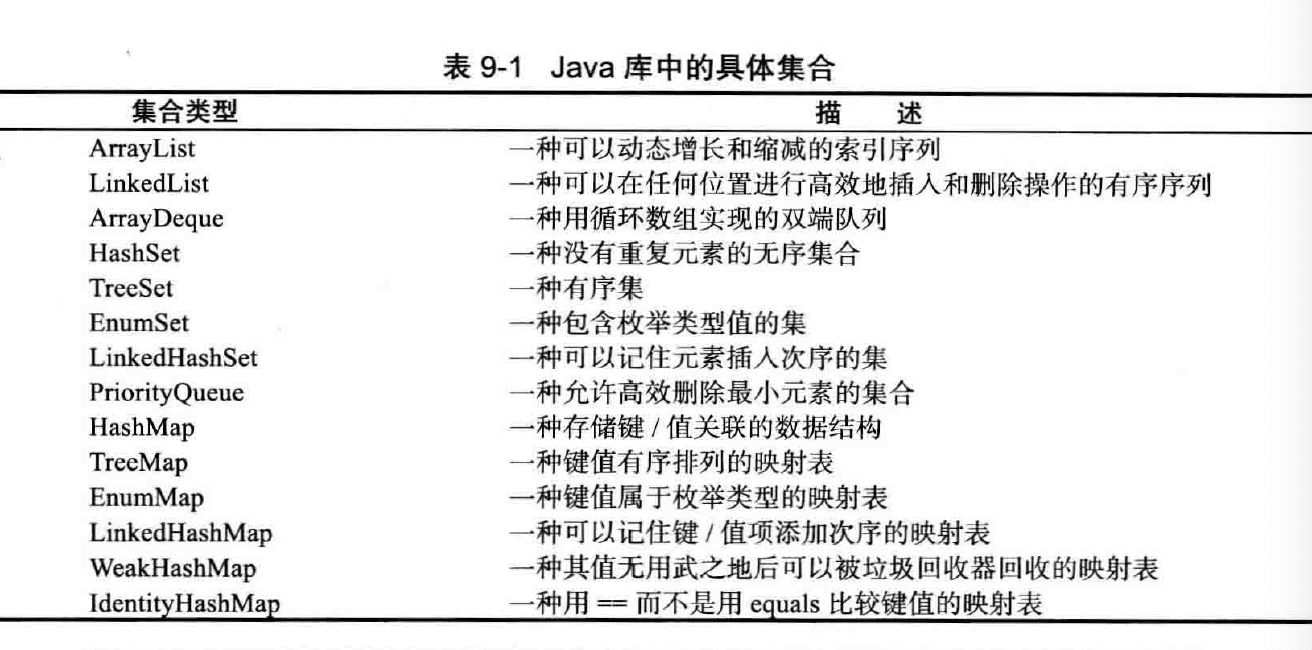 表 9-1 Java 库中的具体集合
集合类型 描 述
ArrayList 一种可以动态增长和缩减的索引序列
LinkedList 一种可以在任何位置进行高效地插入和删除操作的有序序列
ArrayDeque 一种用循环数组实现的双端队列
HashSet 一种没有重复元素的无序集合
TreeSet 一种有序集
EnumSet 一种包含枚举类型值的集
LinkedHashSet 一种可以记住元素插入次序的集
PriorityQueue 一种允许高效删除最小元素的集合
HashMap 一种存储键 / 值关联的数据结构
TreeMap 一种键值有序排列的映射表
EnumMap 一种键值属于枚举类型的映射表
LinkedHashMap 一种可以记住键 / 值项添加次序的映射表
WeakHashMap 一种其值无用武之地后可以被垃圾回收器回收的映射表
IdentityHashMap 一种用 == 而不是用 equals 比较键值的映射表